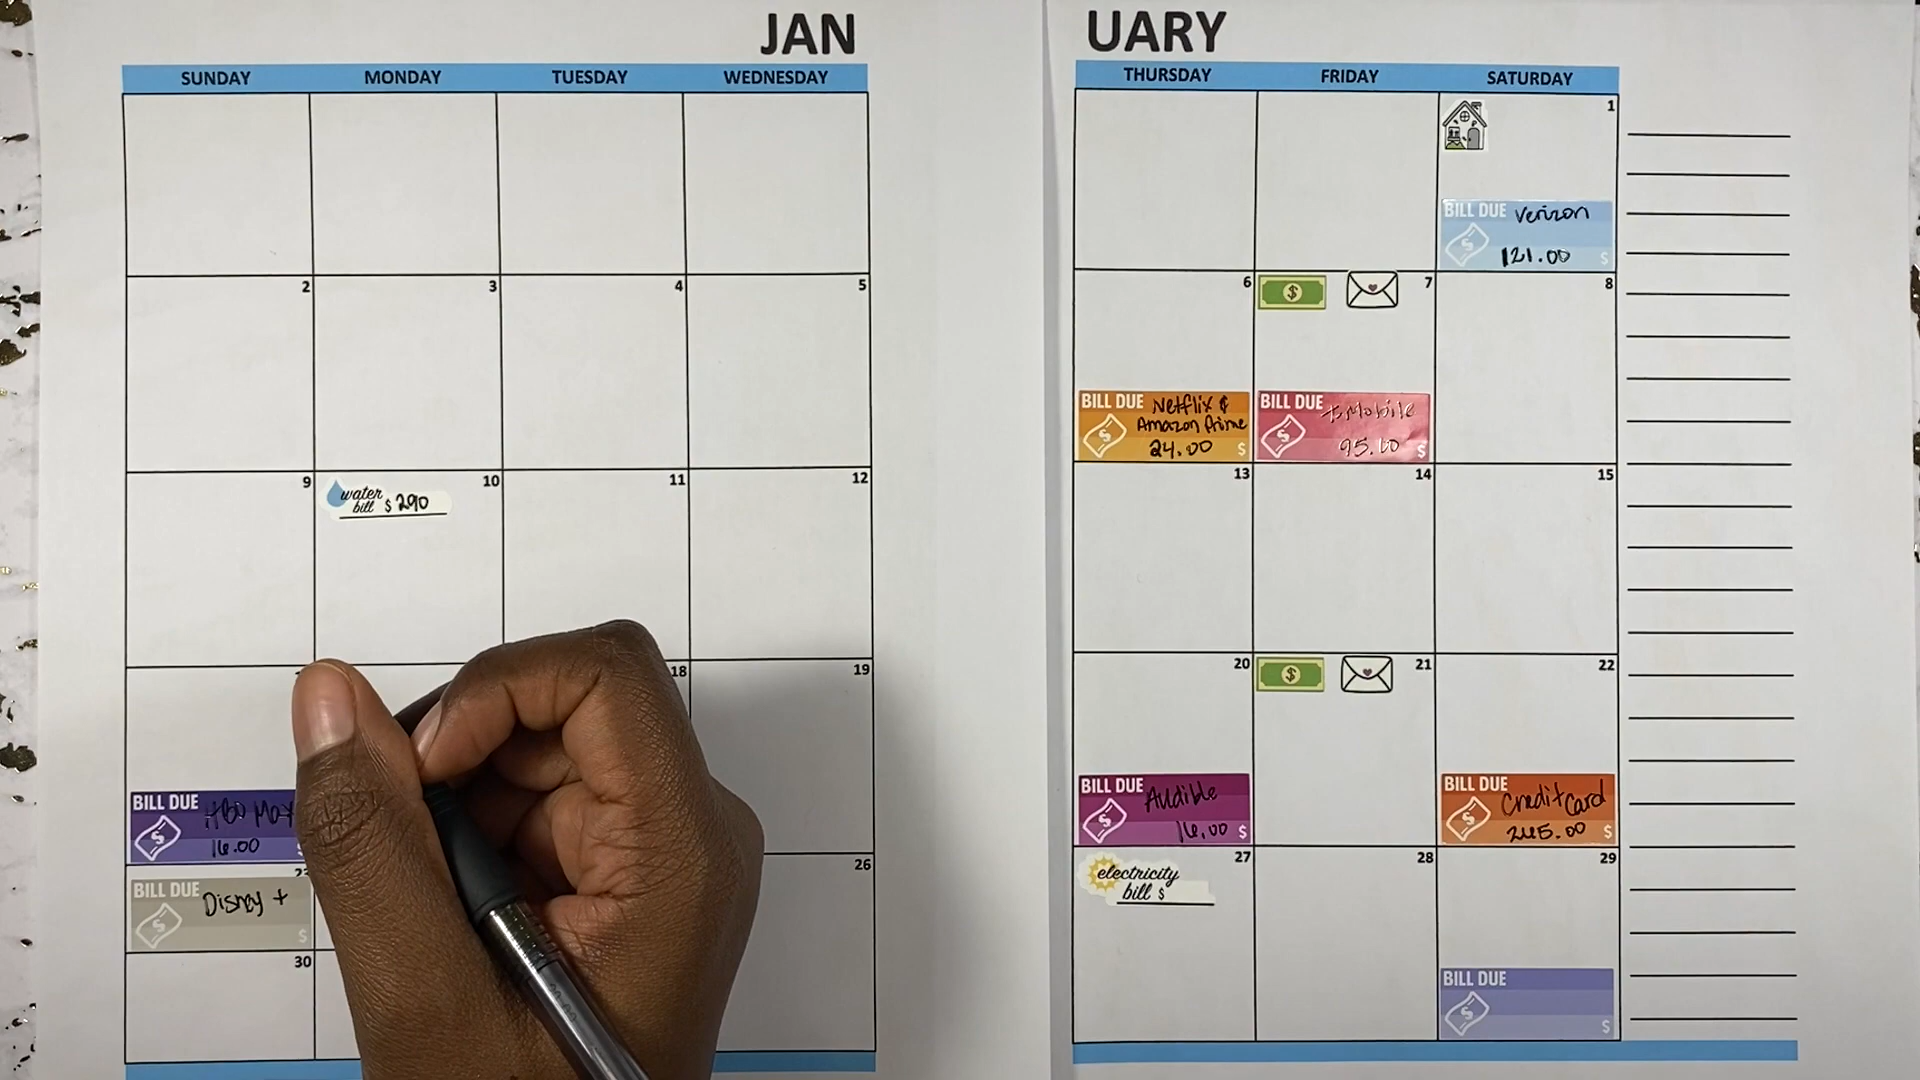 JAN UARY
SUNDAY MONDAY TUESDAY WEDNESDAY THURSDAY FRIDAY SATURDAY
1
BILL DUE Verizon
121.00 $
2 3 4 5 6 7 8
BILL DUE Netflix &
Amazon Prime
24.00 $
BILL DUE
95.00 $
9 10 11 12 13 14 15
water
bill $ 290
18 19 20 21 22
BILL DUE HBO Max
16.00
BILL DUE Audible
16.00 $
BILL DUE Credit Card
245.00 $
26 27 28 29
BILL DUE Disney +
$
electricity
bill $
30
BILL DUE
$